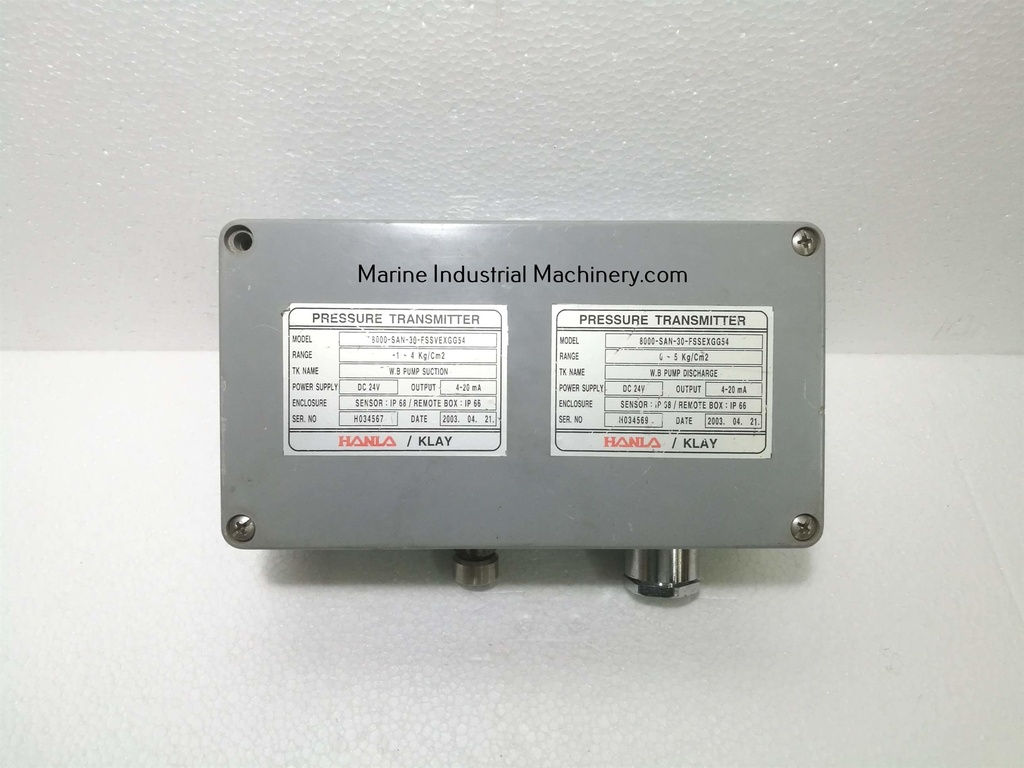 Marine Industrial Machinery.com
PRESSURE TRANSMITTER
MODEL 8000-SAN-30-FSSVEXGG54
RANGE -1 ~ 4 Kg/Cm2
TK NAME W.B PUMP SUCTION
POWER SUPPLY DC 24V OUTPUT 4-20 mA
ENCLOSURE SENSOR : IP 68 / REMOTE BOX : IP 66
SER. NO H034567 DATE 2003. 04. 21.
HANLA / KLAY
PRESSURE TRANSMITTER
MODEL 8000-SAN-30-FSSEXGG54
RANGE 0 ~ 5 Kg/Cm2
TK NAME W.B PUMP DISCHARGE
POWER SUPPLY DC 24V OUTPUT 4-20 mA
ENCLOSURE SENSOR : IP 68 / REMOTE BOX : IP 66
SER. NO H034569 DATE 2003. 04. 21.
HANLA / KLAY